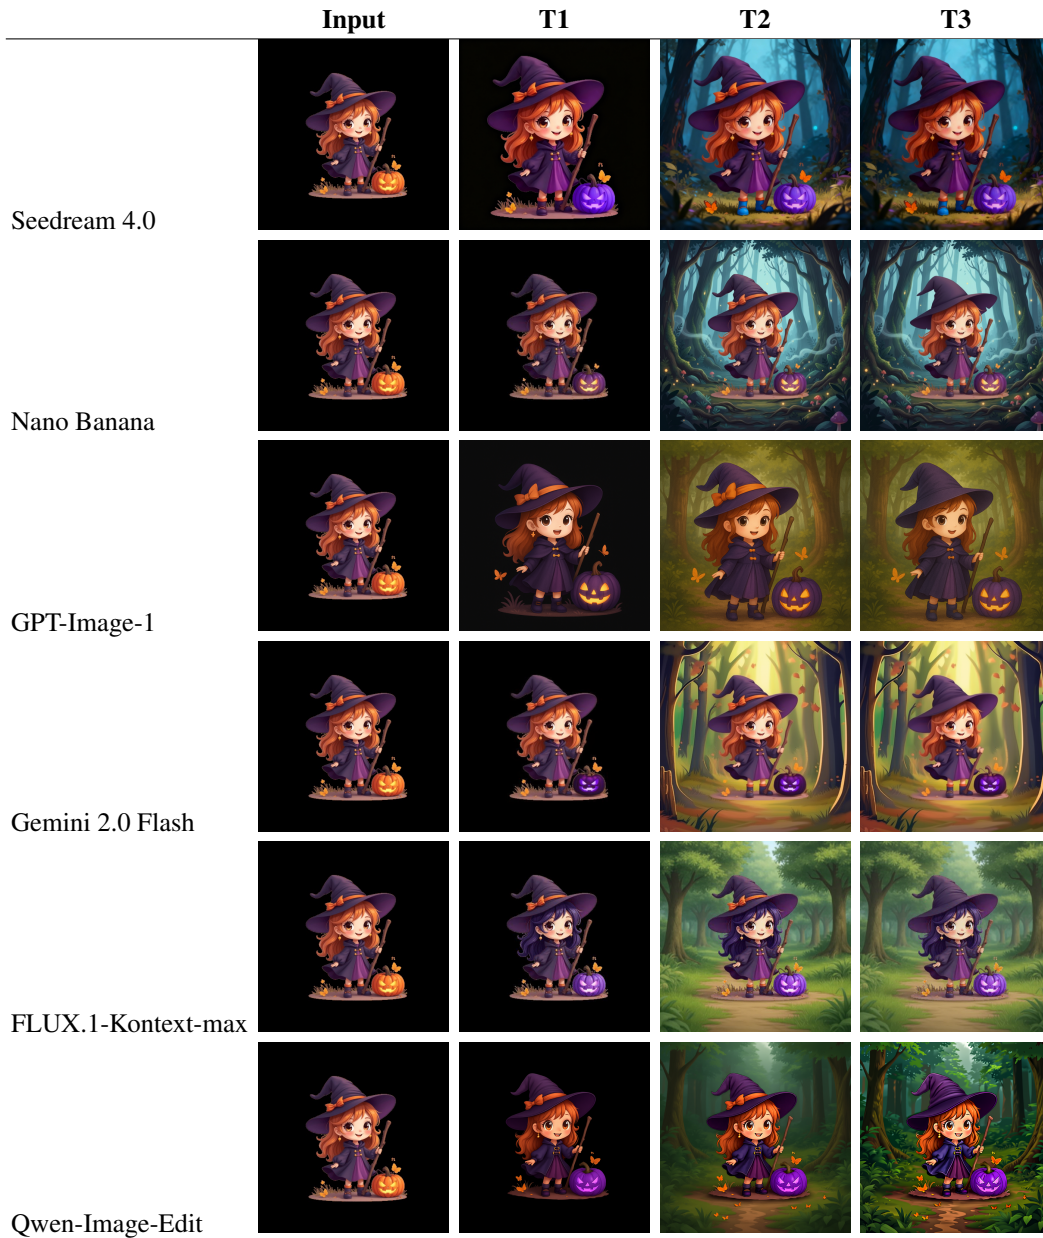 Input T1 T2 T3
Seedream 4.0
Nano Banana
GPT-Image-1
Gemini 2.0 Flash
FLUX.1-Kontext-max
Qwen-Image-Edit